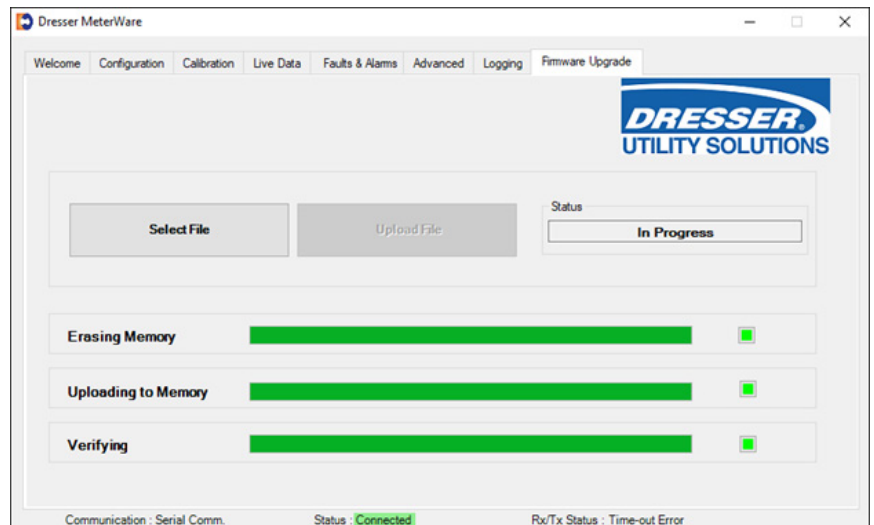 Dresser MeterWare
Welcome Configuration Calibration Live Data Faults & Alarms Advanced Logging Firmware Upgrade
DRESSER®
UTILITY SOLUTIONS
Select File Upload File
Status
In Progress
Erasing Memory
Uploading to Memory
Verifying
Communication : Serial Comm. Status : Connected Rx/Tx Status : Time-out Error